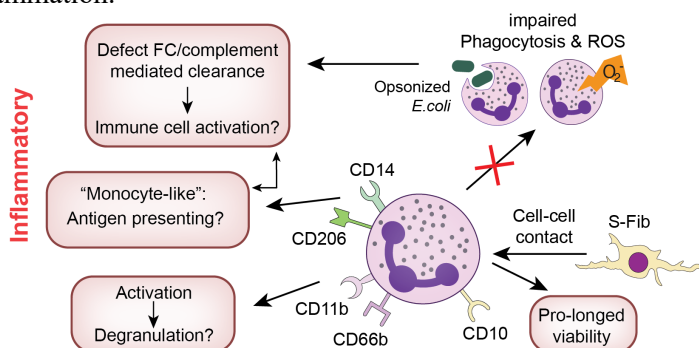 impaired
Phagocytosis & ROS
Defect FC/complement
mediated clearance
Immune cell activation?
Opsonized
E.coli
O2-
Inflammatory
"Monocyte-like":
Antigen presenting?
CD14
CD206
Cell-cell
contact
S-Fib
Activation
Degranulation?
CD11b
CD66b
CD10
Pro-longed
viability